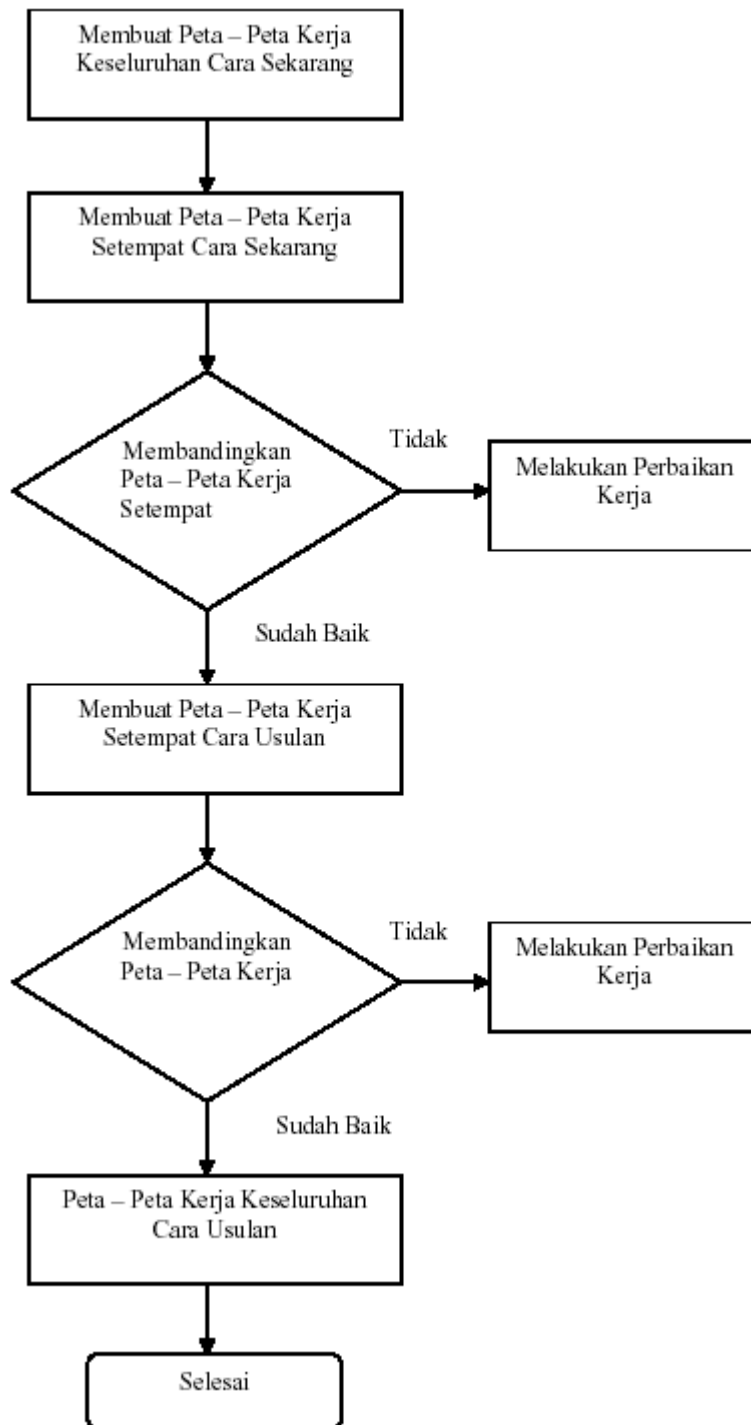 Membuat Peta – Peta Kerja
Keseluruhan Cara Sekarang
Membuat Peta – Peta Kerja
Setempat Cara Sekarang
Membandingkan
Peta – Peta Kerja
Setempat
Tidak
Melakukan Perbaikan
Kerja
Sudah Baik
Membuat Peta – Peta Kerja
Setempat Cara Usulan
Membandingkan
Peta – Peta Kerja
Tidak
Melakukan Perbaikan
Kerja
Sudah Baik
Peta – Peta Kerja Keseluruhan
Cara Usulan
Selesai